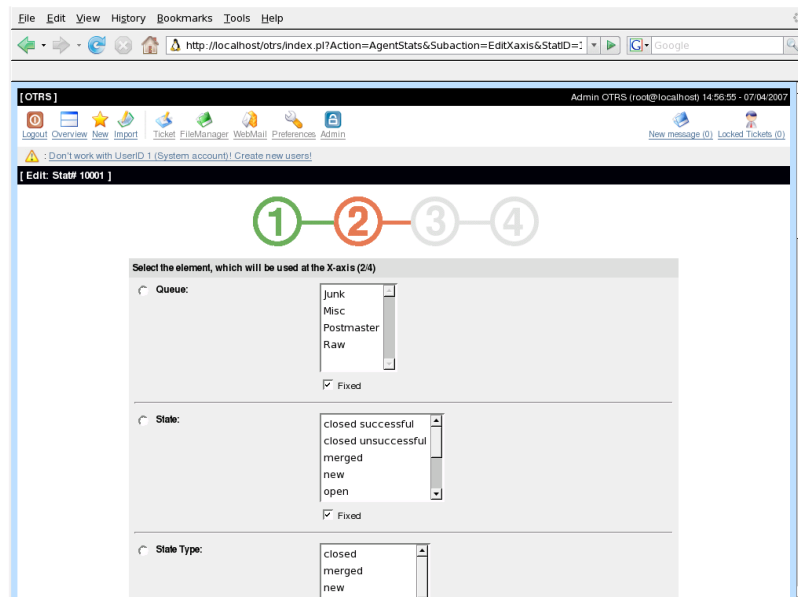 File Edit View History Bookmarks Tools Help
http://localhost/otrs/index.pl?Action=AgentStats&Subaction=EditXaxis&StatID=1
G Google
[ OTRS ] Admin OTRS (root@localhost) 14:56:55 - 07/04/2007
Logout Overview New Import Ticket FileManager WebMail Preferences Admin New message (0) Locked Tickets (0)
: Don't work with UserID 1 (System account)! Create new users!
[ Edit: Stat# 10001 ]
1 2 3 4
Select the element, which will be used at the X-axis (2/4)
Queue:
Junk
Misc
Postmaster
Raw
Fixed
State:
closed successful
closed unsuccessful
merged
new
open
Fixed
State Type:
closed
merged
new